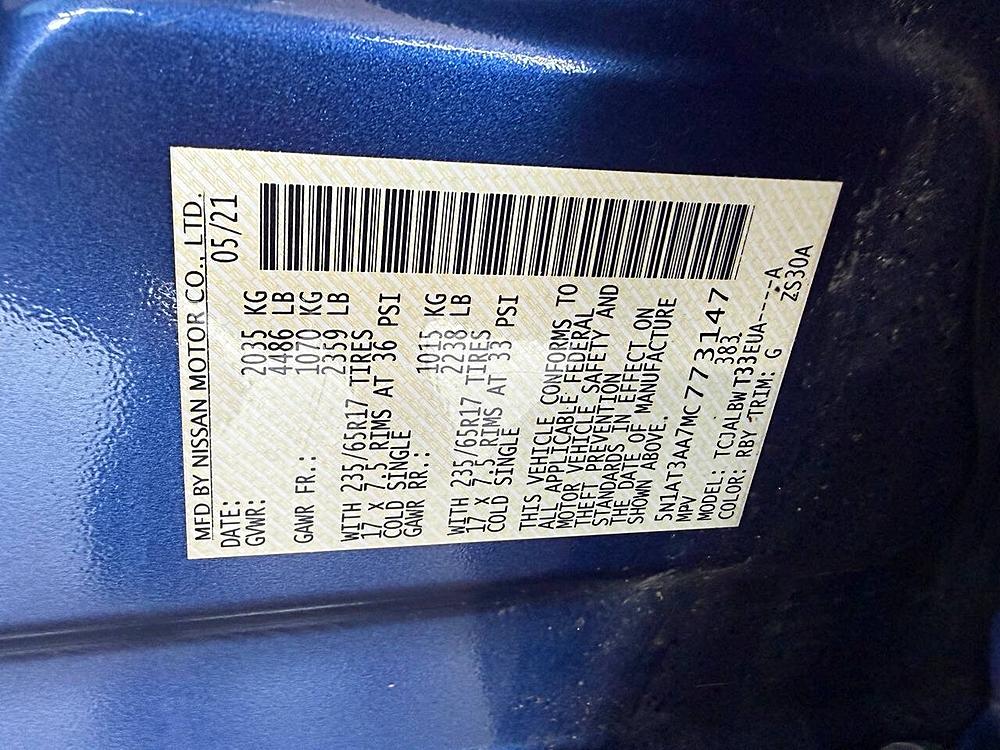 MFD BY NISSAN MOTOR CO., LTD.
DATE: 05/21
GVWR: 2035 KG
4486 LB
GAWR FR.: 1070 KG
2359 LB
WITH 235/65R17 TIRES
17 X 7.5 RIMS AT 36 PSI
COLD SINGLE
GAWR RR.: 1015 KG
2238 LB
WITH 235/65R17 TIRES
17 X 7.5 RIMS AT 33 PSI
COLD SINGLE
THIS VEHICLE CONFORMS TO
ALL APPLICABLE FEDERAL
MOTOR VEHICLE SAFETY AND
THEFT PREVENTION
STANDARDS IN EFFECT ON
THE DATE OF MANUFACTURE
SHOWN ABOVE.
5N1AT3AA7MC773147
MPV 383
MODEL: TCJALBWT33EUA-----A
COLOR: RBY TRIM: G ZS30A